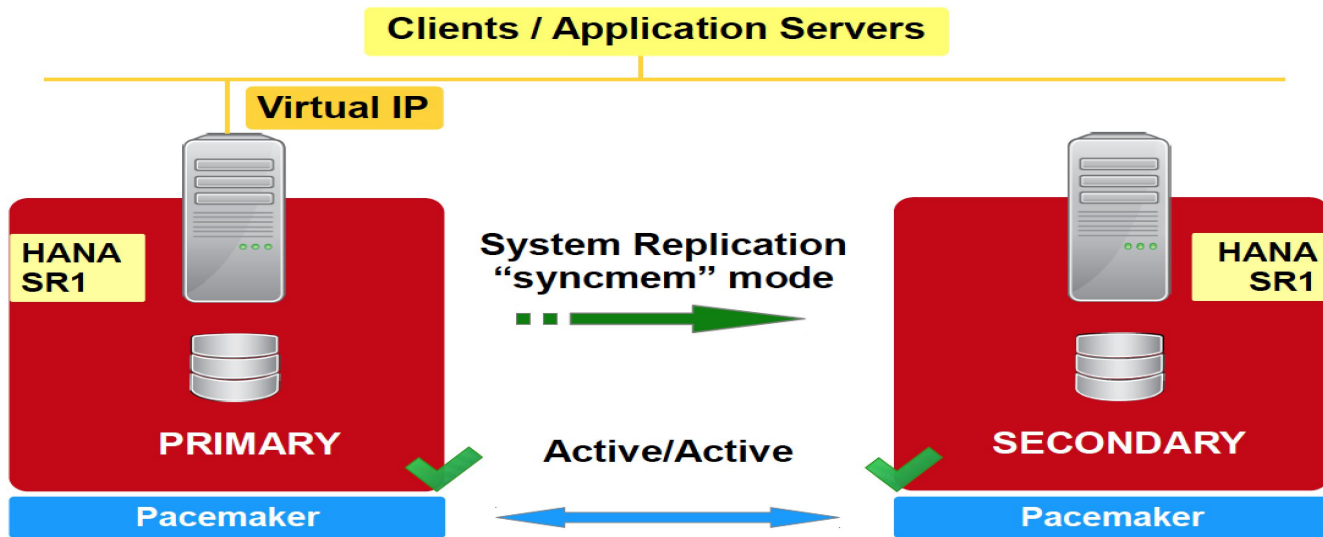 Clients / Application Servers
Virtual IP
HANA
SR1
System Replication
“syncmem” mode
HANA
SR1
PRIMARY
Active/Active
SECONDARY
Pacemaker
Pacemaker